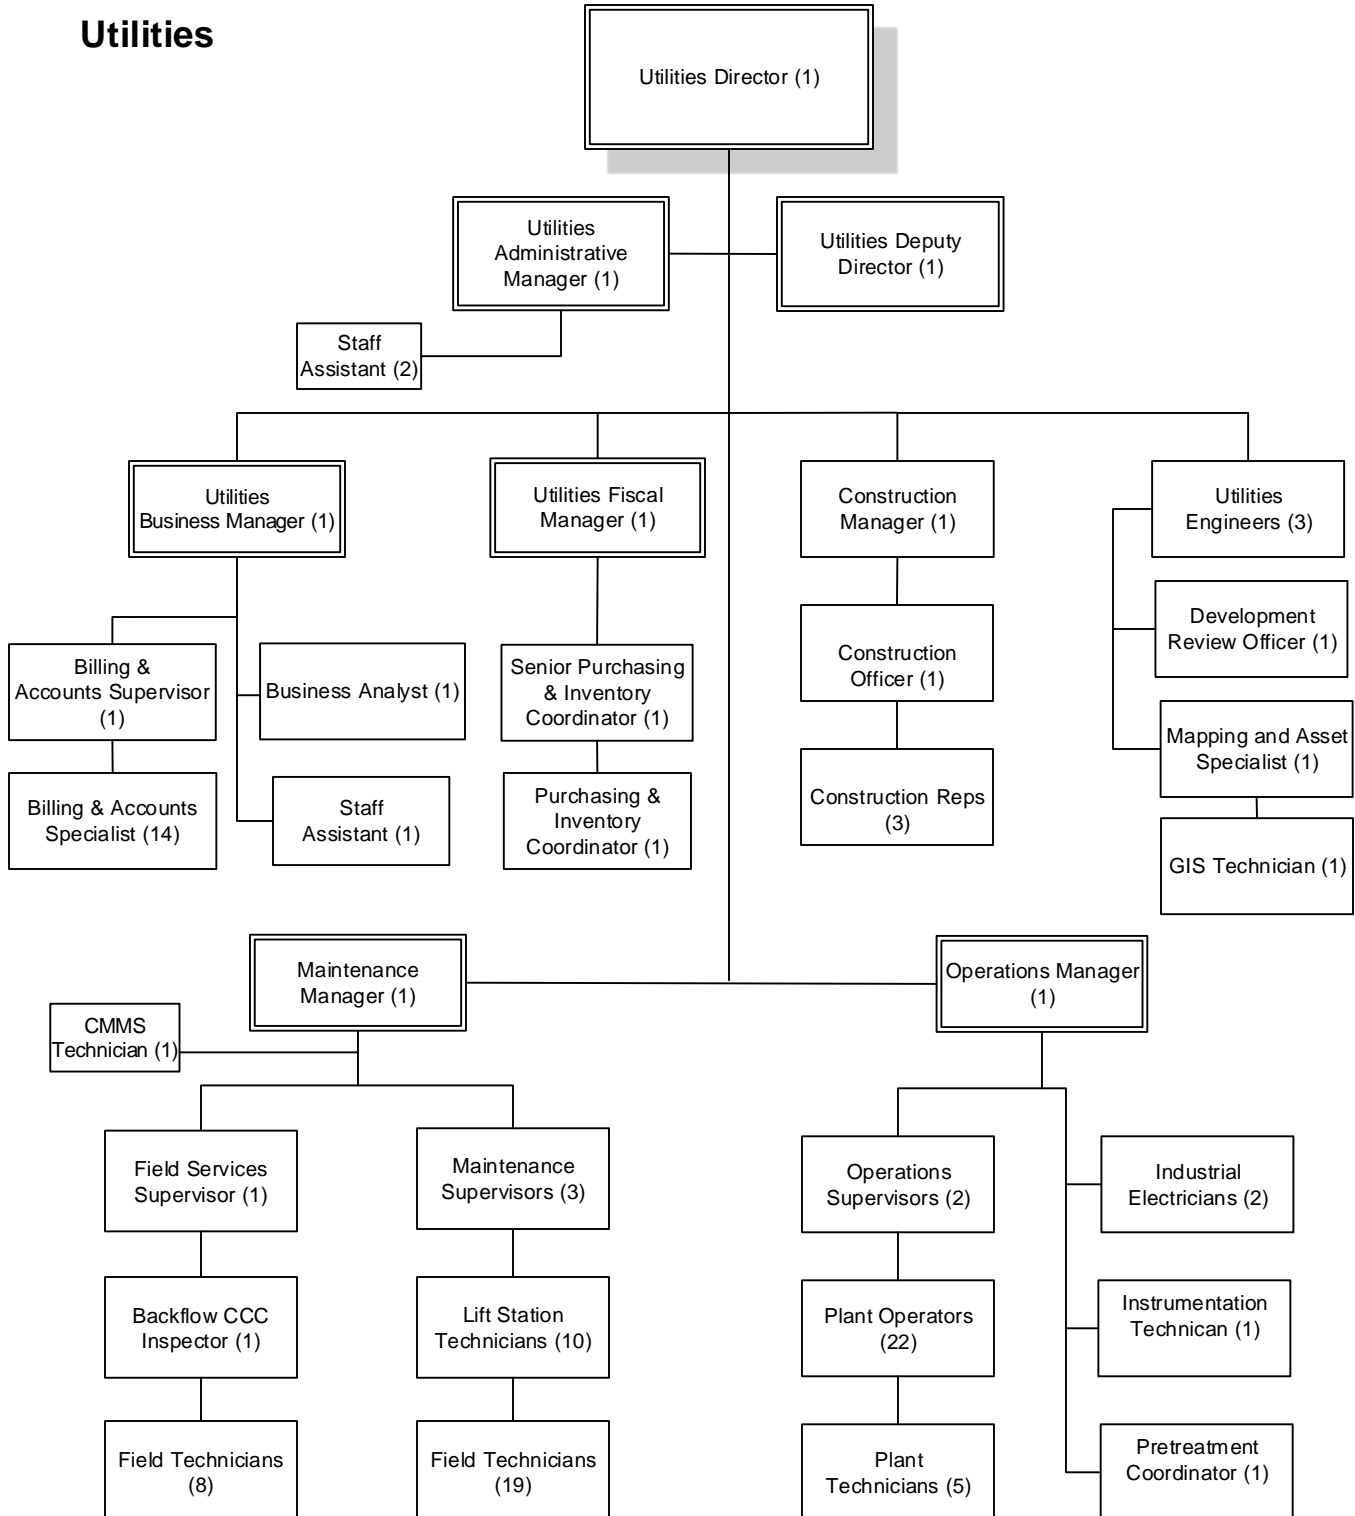 Utilities
Utilities Director (1)
Utilities
Administrative
Manager (1)
Utilities Deputy
Director (1)
Staff
Assistant (2)
Utilities
Business Manager (1)
Utilities Fiscal
Manager (1)
Construction
Manager (1)
Utilities
Engineers (3)
Development
Review Officer (1)
Billing &
Accounts Supervisor
(1)
Business Analyst (1)
Senior Purchasing
& Inventory
Coordinator (1)
Construction
Officer (1)
Mapping and Asset
Specialist (1)
Billing & Accounts
Specialist (14)
Staff
Assistant (1)
Purchasing &
Inventory
Coordinator (1)
Construction Reps
(3)
GIS Technician (1)
Maintenance
Manager (1)
Operations Manager
(1)
CMMS
Technician (1)
Field Services
Supervisor (1)
Maintenance
Supervisors (3)
Operations
Supervisors (2)
Industrial
Electricians (2)
Backflow CCC
Inspector (1)
Lift Station
Technicians (10)
Plant Operators
(22)
Instrumentation
Technican (1)
Field Technicians
(8)
Field Technicians
(19)
Plant
Technicians (5)
Pretreatment
Coordinator (1)